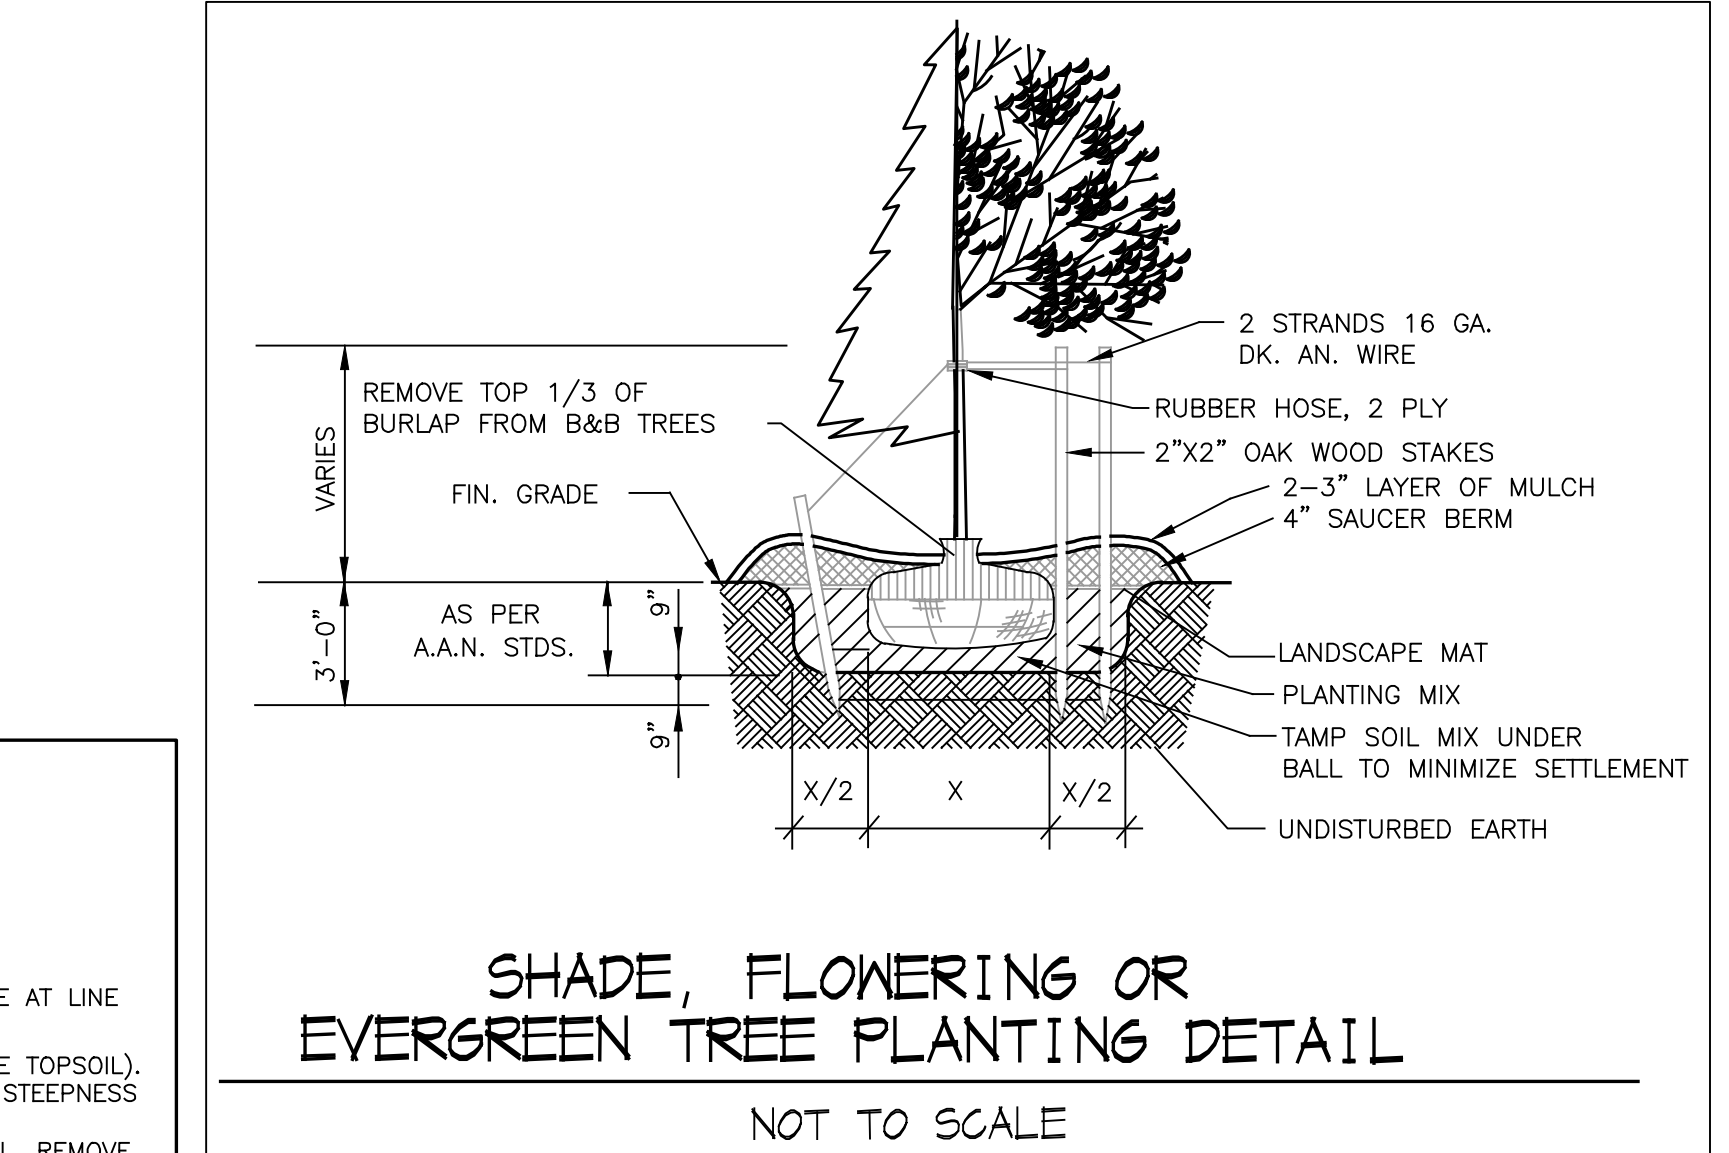 2 STRANDS 16 GA.
DK. AN. WIRE
REMOVE TOP 1/3 OF
BURLAP FROM B&B TREES
RUBBER HOSE, 2 PLY
VARIES
2"X2" OAK WOOD STAKES
FIN. GRADE
2-3" LAYER OF MULCH
4" SAUCER BERM
3'-0"
AS PER
A.A.N. STDS.
9"
9"
LANDSCAPE MAT
PLANTING MIX
TAMP SOIL MIX UNDER
BALL TO MINIMIZE SETTLEMENT
X/2
X
X/2
UNDISTURBED EARTH
SHADE, FLOWERING OR
EVERGREEN TREE PLANTING DETAIL
NOT TO SCALE
E AT LINE
E TOPSOIL).
STEEPNESS
REMOVE